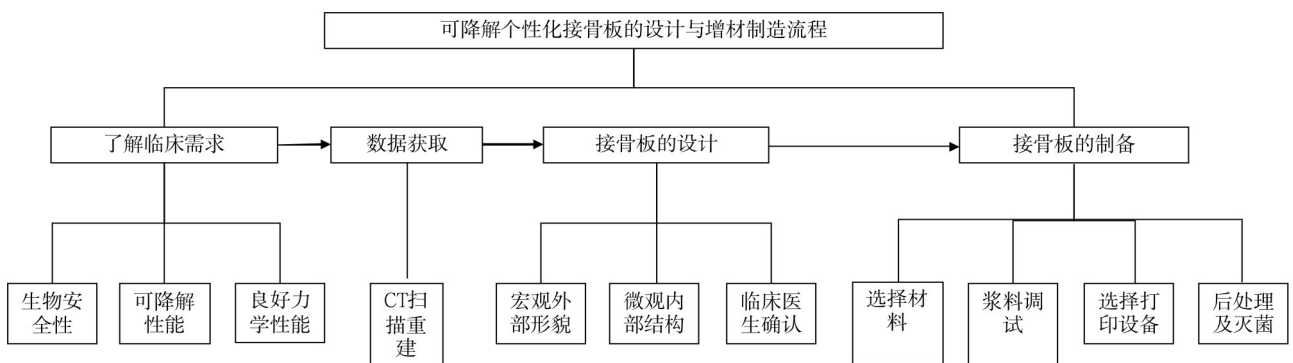 可降解个性化接骨板的设计与增材制造流程
了解临床需求
数据获取
接骨板的设计
接骨板的制备
生物安
全性
可降解
性能
良好力
学性能
CT扫
描重
建
宏观外
部形貌
微观内
部结构
临床医
生确认
选择材
料
浆料调
试
选择打
印设备
后处理
及灭菌